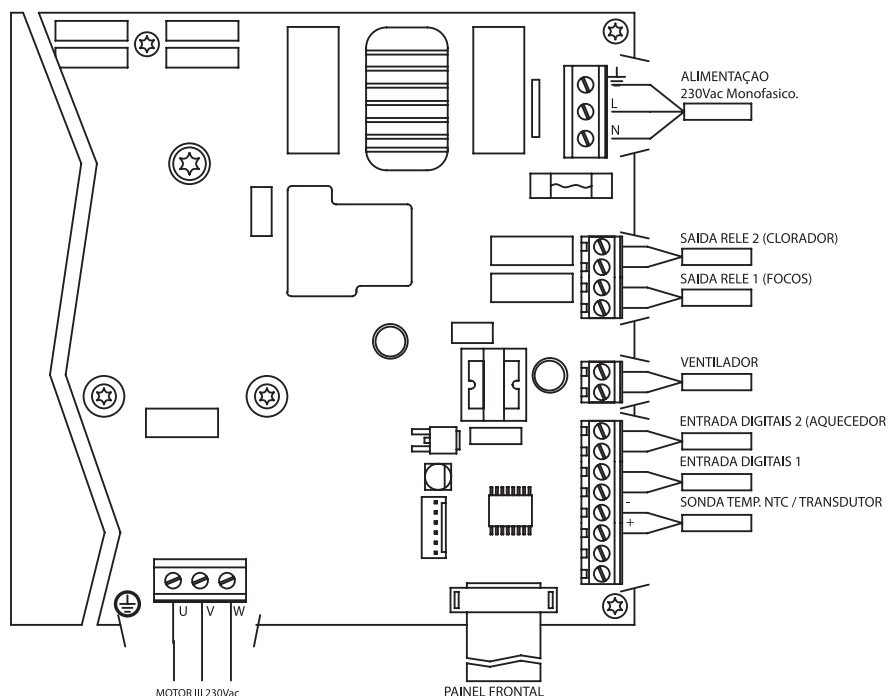 ALIMENTAÇAO
230Vac Monofasico.
L
N
SAIDA RELE 2 (CLORADOR)
SAIDA RELE 1 (FOCOS)
VENTILADOR
ENTRADA DIGITAIS 2 (AQUECEDOR
ENTRADA DIGITAIS 1
-
SONDA TEMP. NTC / TRANSDUTOR
+
U V W
MOTOR III 230Vac
PAINEL FRONTAL